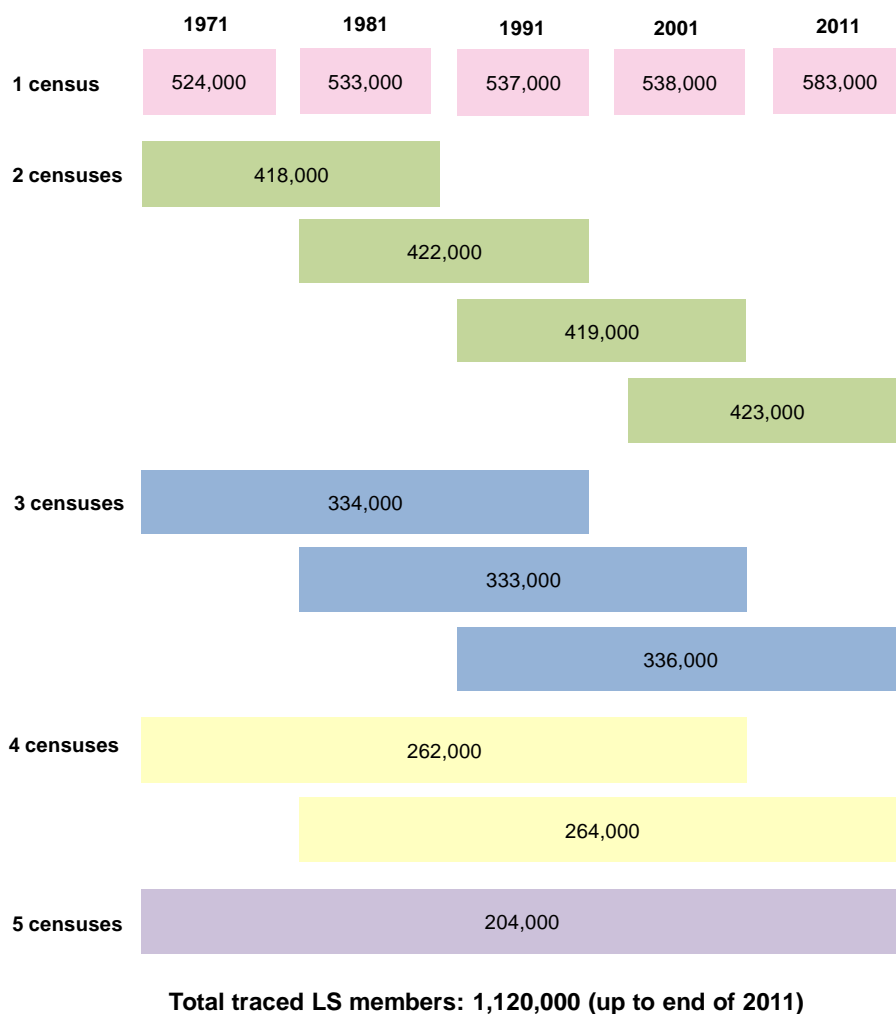 1971 1981 1991 2001 2011
1 census 524,000 533,000 537,000 538,000 583,000
2 censuses 418,000
422,000
419,000
423,000
3 censuses 334,000
333,000
336,000
4 censuses 262,000
264,000
5 censuses 204,000
Total traced LS members: 1,120,000 (up to end of 2011)